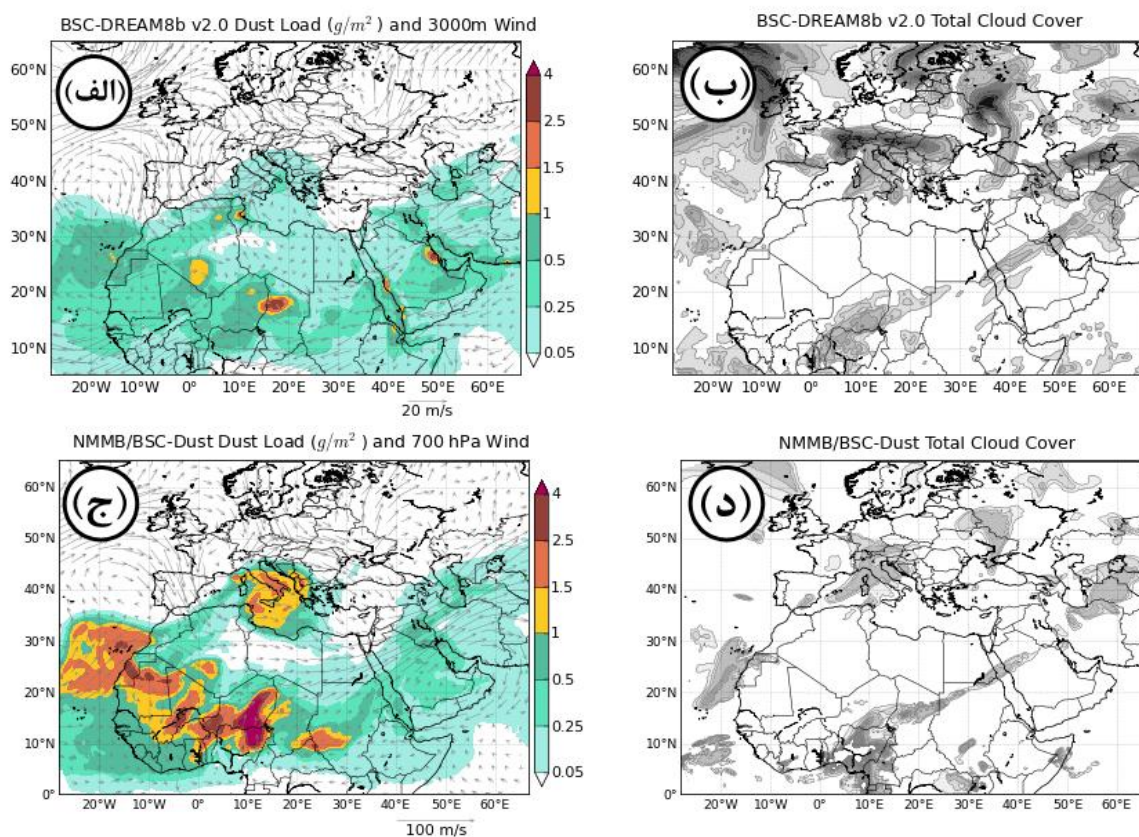 BSC-DREAM8b v2.0 Dust Load (g/m²) and 3000m Wind
(الف)
60°N
50°N
40°N
30°N
20°N
10°N
20°W 10°W 0° 10°E 20°E 30°E 40°E 50°E 60°E
20 m/s
4
2.5
1.5
1
0.5
0.25
0.05
BSC-DREAM8b v2.0 Total Cloud Cover
(ب)
60°N
50°N
40°N
30°N
20°N
10°N
20°W 10°W 0° 10°E 20°E 30°E 40°E 50°E 60°E
NMMB/BSC-Dust Dust Load (g/m²) and 700 hPa Wind
(ج)
60°N
50°N
40°N
30°N
20°N
10°N
0°
20°W 10°W 0° 10°E 20°E 30°E 40°E 50°E 60°E
100 m/s
4
2.5
1.5
1
0.5
0.25
0.05
NMMB/BSC-Dust Total Cloud Cover
(د)
60°N
50°N
40°N
30°N
20°N
10°N
0°
20°W 10°W 0° 10°E 20°E 30°E 40°E 50°E 60°E